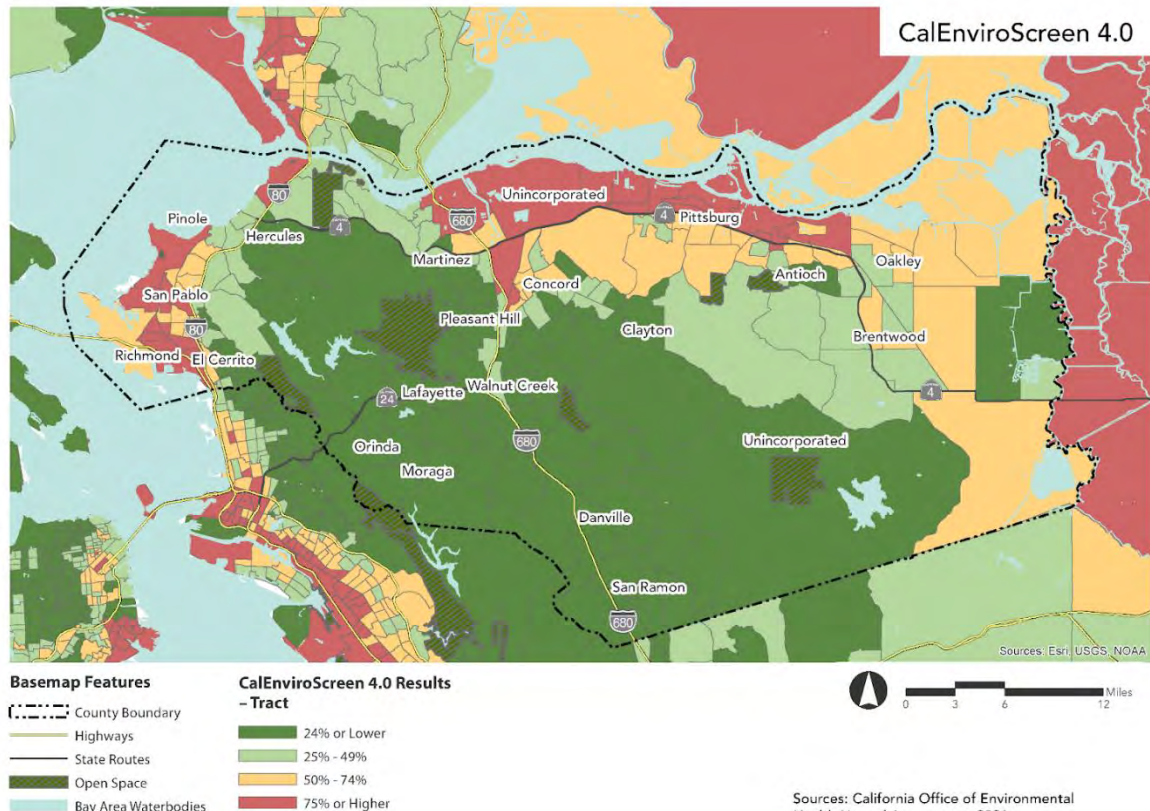 CalEnviroScreen 4.0
Unincorporated
80
Pinole
680
4
Pittsburg
Hercules
4
Martinez
Oakley
Antioch
Concord
San Pablo
Pleasant Hill
80
Clayton
Brentwood
Richmond
El Cerrito
Walnut Creek
Lafayette
24
4
680
Unincorporated
Orinda
Moraga
Danville
San Ramon
680
Sources: Esri, USGS, NOAA
Basemap Features
County Boundary
Highways
State Routes
Open Space
Bay Area Waterbodies
CalEnviroScreen 4.0 Results
– Tract
24% or Lower
25% - 49%
50% - 74%
75% or Higher
Miles
0 3 6 12
Sources: California Office of Environmental